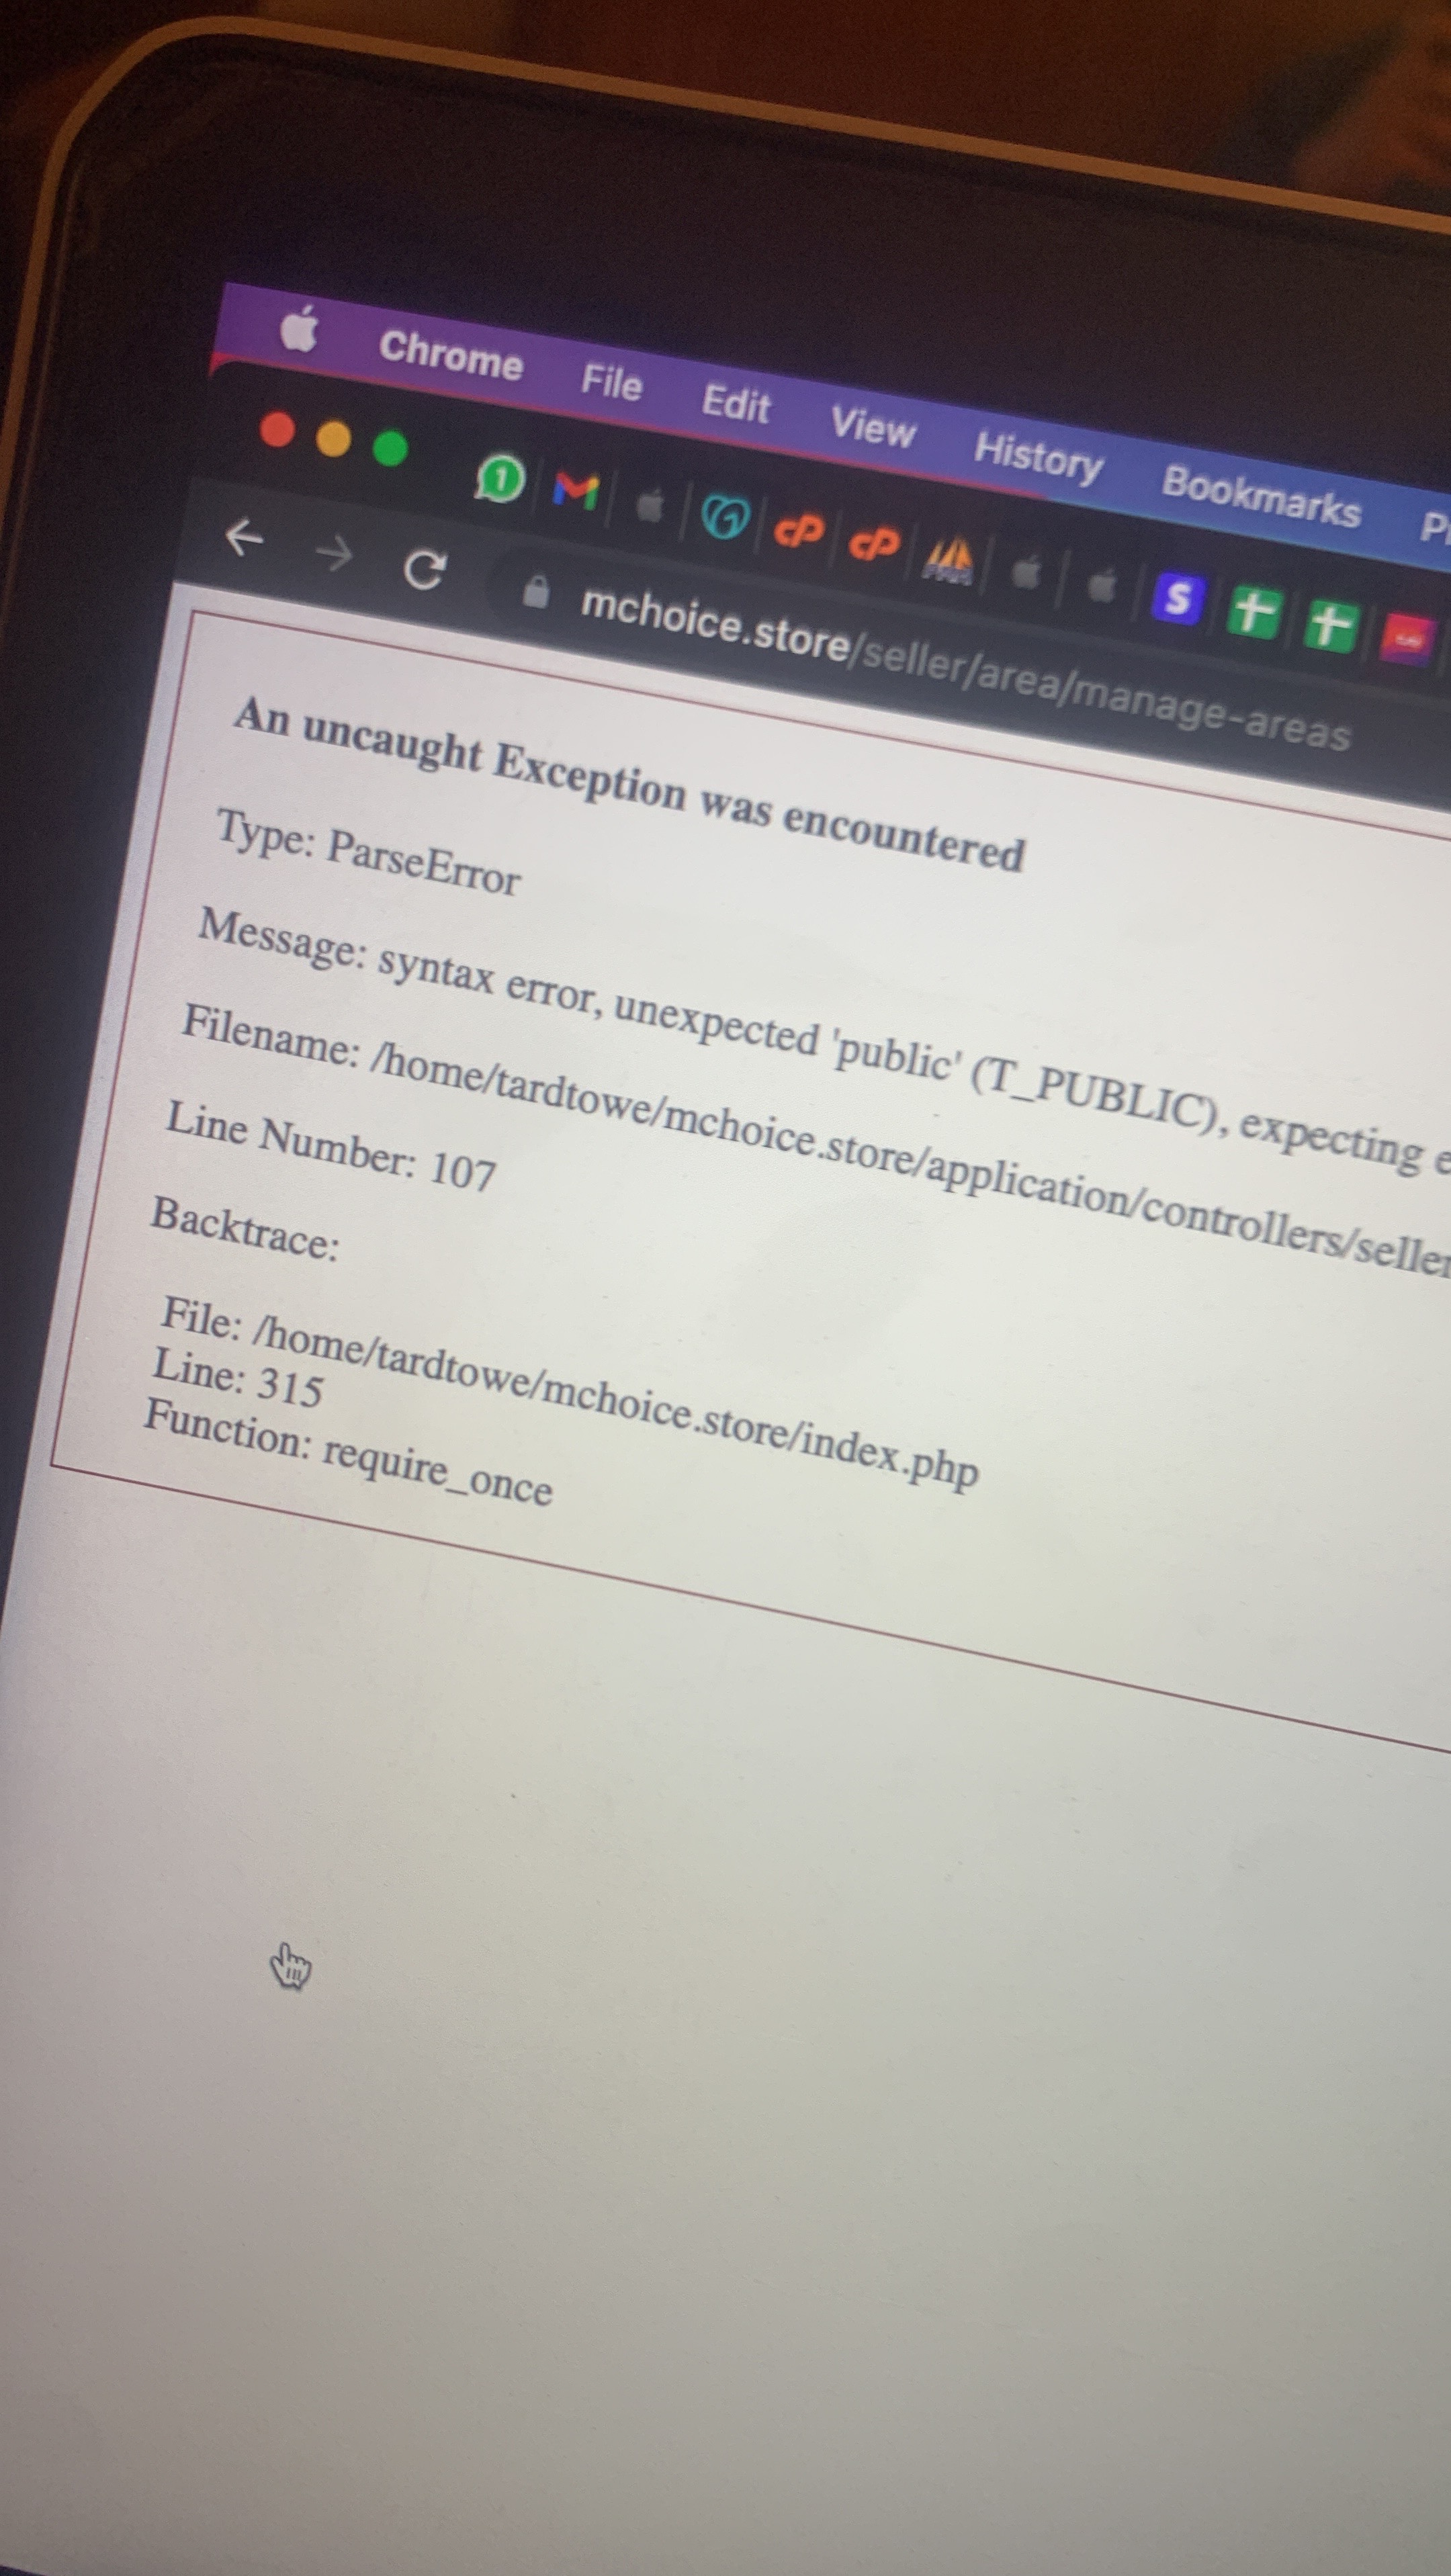 Chrome File Edit View History Bookmarks
1
S
mchoice.store/seller/area/manage-areas
An uncaught Exception was encountered
Type: ParseError
Message: syntax error, unexpected 'public' (T_PUBLIC), expecting e
Filename: /home/tardtowe/mchoice.store/application/controllers/seller
Line Number: 107
Backtrace:
File: /home/tardtowe/mchoice.store/index.php
Line: 315
Function: require_once